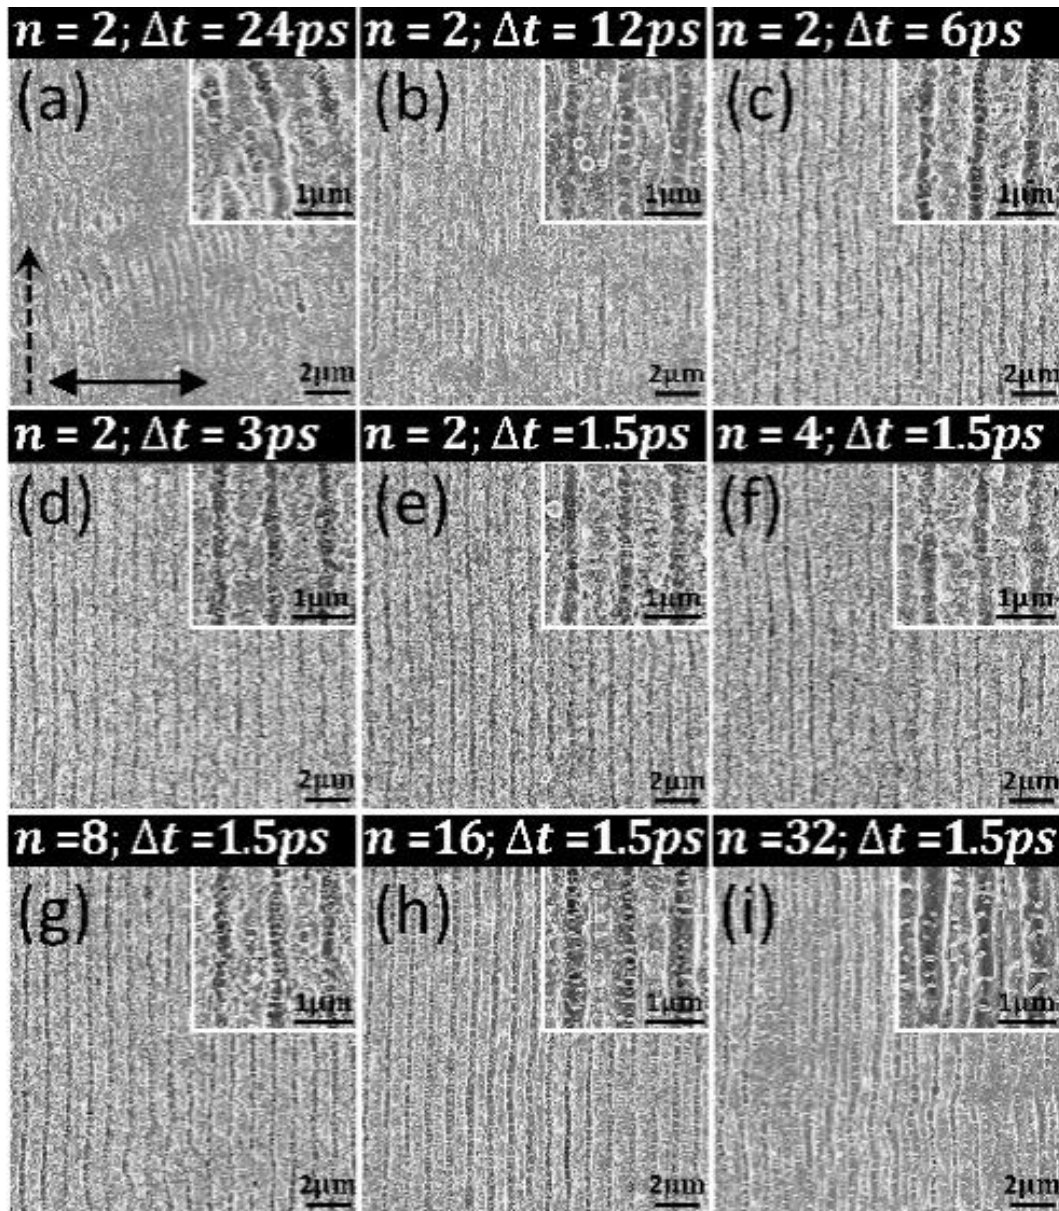 n = 2; Δt = 24ps
n = 2; Δt = 12ps
n = 2; Δt = 6ps
(a)
1μm
2μm
(b)
1μm
2μm
(c)
1μm
2μm
n = 2; Δt = 3ps
n = 2; Δt =1.5ps
n = 4; Δt =1.5ps
(d)
1μm
2μm
(e)
1μm
2μm
(f)
1μm
2μm
n =8; Δt =1.5ps
n =16; Δt =1.5ps
n =32; Δt =1.5ps
(g)
1μm
2μm
(h)
1μm
2μm
(i)
1μm
2μm